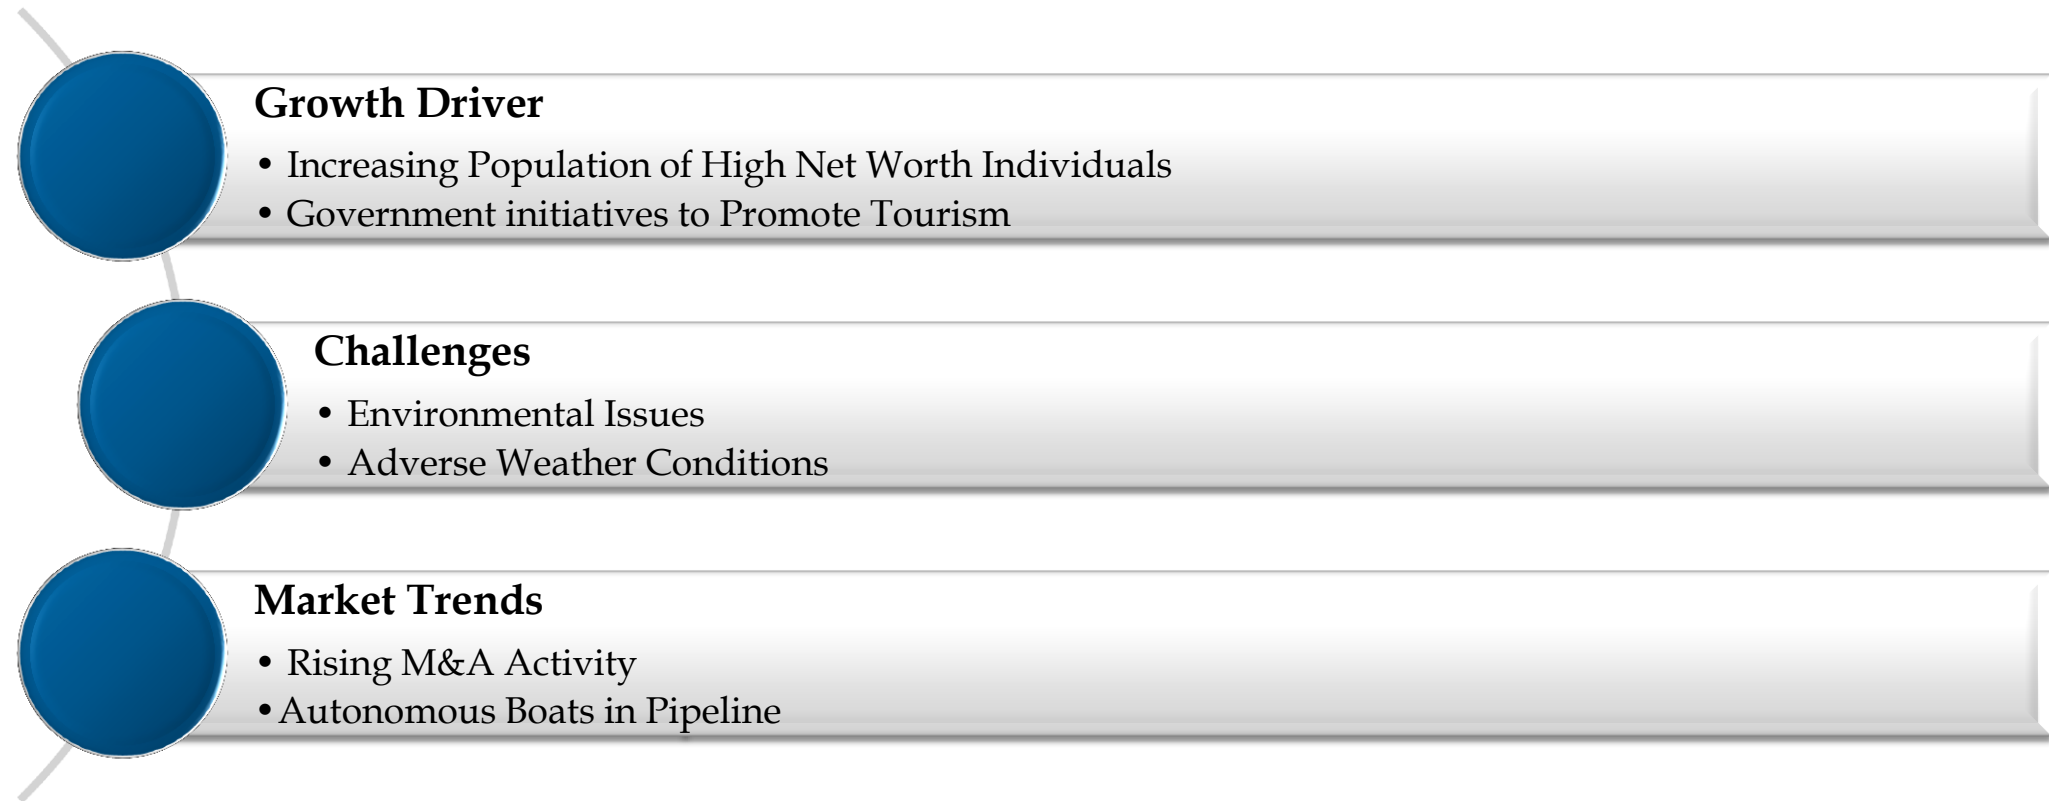 Growth Driver
• Increasing Population of High Net Worth Individuals
• Government initiatives to Promote Tourism
Challenges
• Environmental Issues
• Adverse Weather Conditions
Market Trends
• Rising M&A Activity
•Autonomous Boats in Pipeline